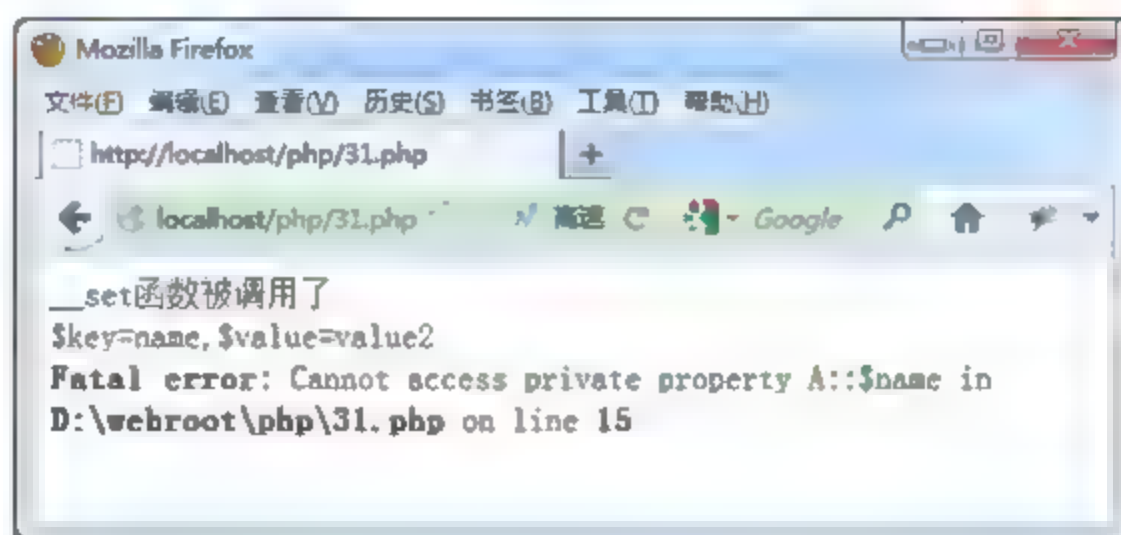 Mozilla Firefox
文件(F) 编辑(E) 查看(V) 历史(S) 书签(B) 工具(T) 帮助(H)
http://localhost/php/31.php
localhost/php/31.php Google
__set函数被调用了
$key=name,$value=value2
Fatal error: Cannot access private property A::$name in
D:\webroot\php\31.php on line 15